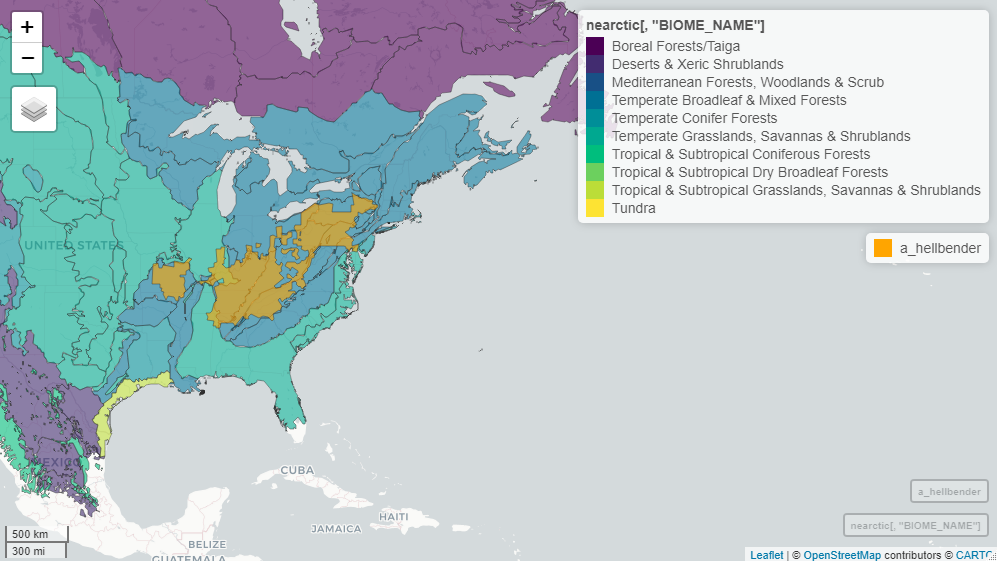 +
−
nearctic[, "BIOME_NAME"]
Boreal Forests/Taiga
Deserts & Xeric Shrublands
Mediterranean Forests, Woodlands & Scrub
Temperate Broadleaf & Mixed Forests
Temperate Conifer Forests
Temperate Grasslands, Savannas & Shrublands
Tropical & Subtropical Coniferous Forests
Tropical & Subtropical Dry Broadleaf Forests
Tropical & Subtropical Grasslands, Savannas & Shrublands
Tundra
a_hellbender
UNITED STATES
MEXICO
CUBA
HAITI
JAMAICA
BELIZE
GUATEMALA
a_hellbender
nearctic[, "BIOME_NAME"]
500 km
300 mi
Leaflet | © OpenStreetMap contributors © CARTO